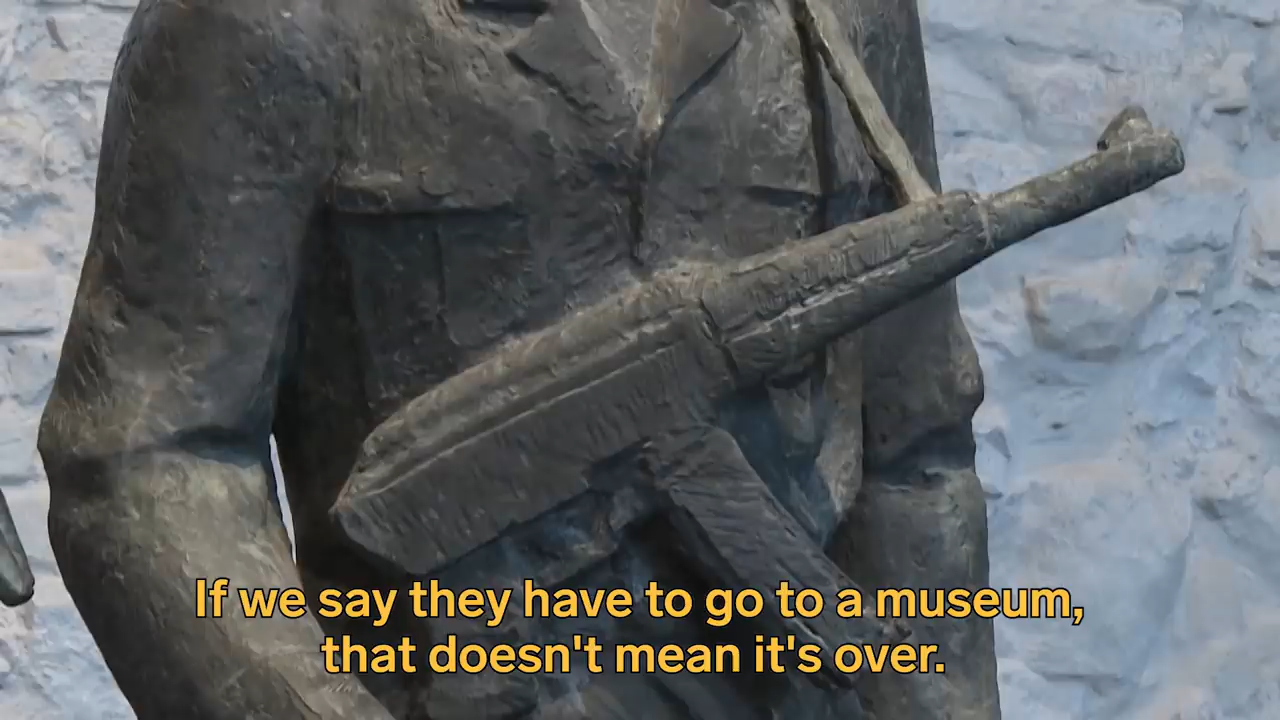 If we say they have to go to a museum,
that doesn't mean it's over.